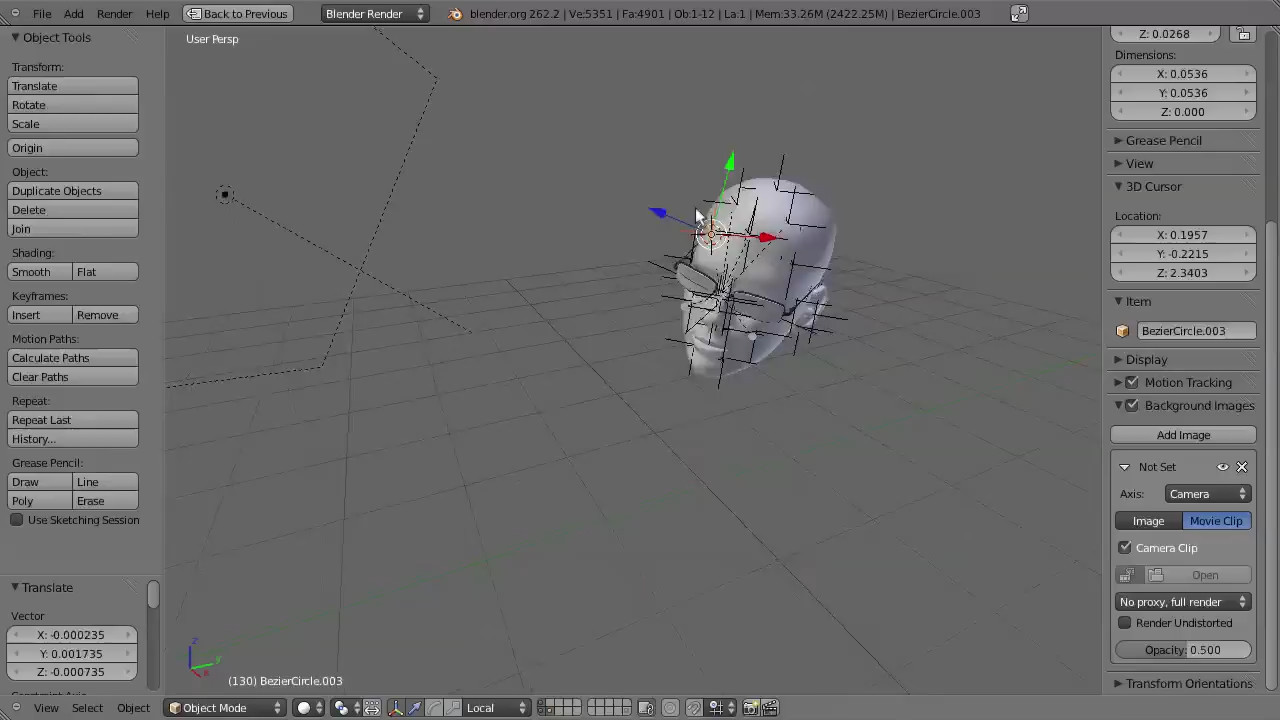 File Add Render Help Back to Previous Blender Render blender.org 262.2 | Ve:5351 | Fa:4901 | Ob:1-12 | La:1 | Mem:33.26M (2422.25M) | BezierCircle.003
Object Tools
Transform:
Translate
Rotate
Scale
Origin
Object:
Duplicate Objects
Delete
Join
Shading:
Smooth Flat
Keyframes:
Insert Remove
Motion Paths:
Calculate Paths
Clear Paths
Repeat:
Repeat Last
History...
Grease Pencil:
Draw Line
Poly Erase
Use Sketching Session
Translate
Vector
X: -0.000235
Y: 0.001735
Z: -0.000735
User Persp
(130) BezierCircle.003
View Select Object Object Mode Local
Z: 0.0268
Dimensions:
X: 0.0536
Y: 0.0536
Z: 0.000
Grease Pencil
View
3D Cursor
Location:
X: 0.1957
Y: -0.2215
Z: 2.3403
Item
BezierCircle.003
Display
Motion Tracking
Background Images
Add Image
Not Set
Axis: Camera
Image Movie Clip
Camera Clip
Open
No proxy, full render
Render Undistorted
Opacity: 0.500
Transform Orientations